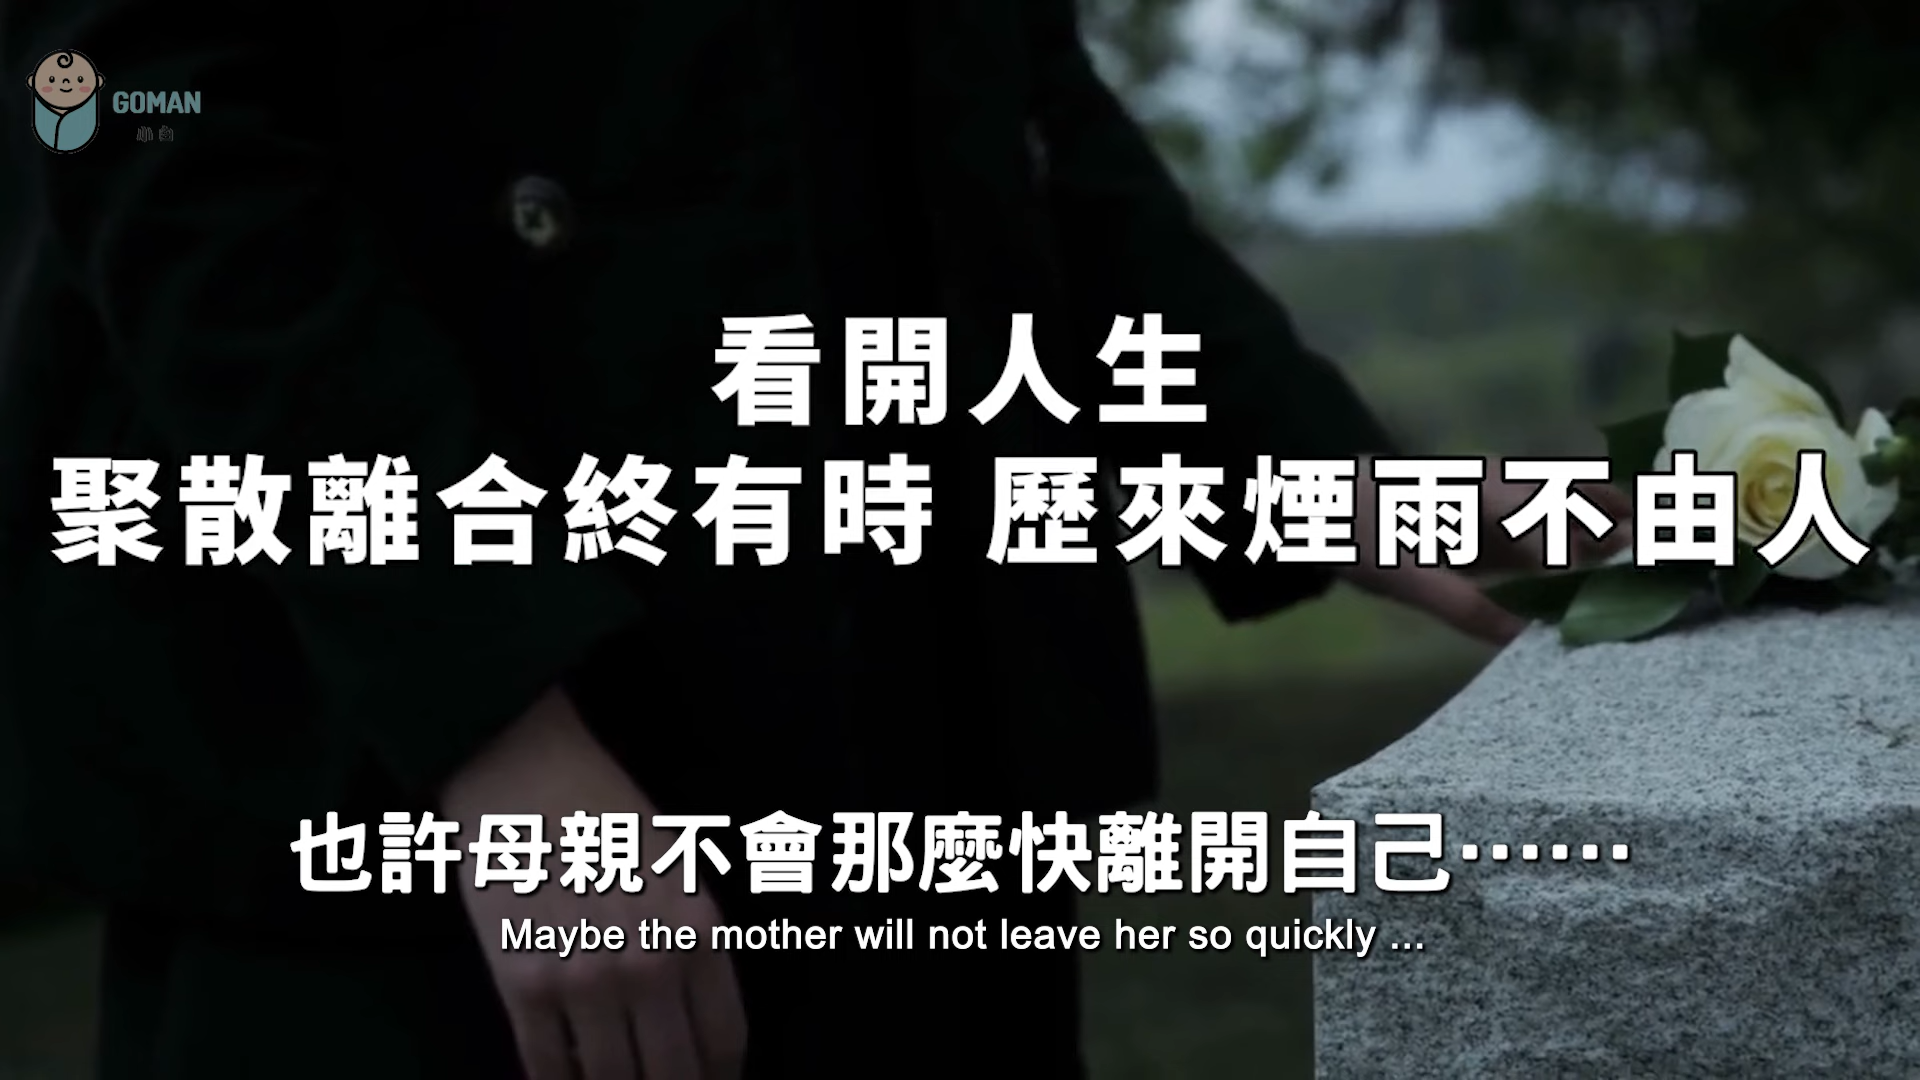 GOMAN
小白
看開人生
聚散離合終有時 歷來煙雨不由人
也許母親不會那麼快離開自己……
Maybe the mother will not leave her so quickly ...